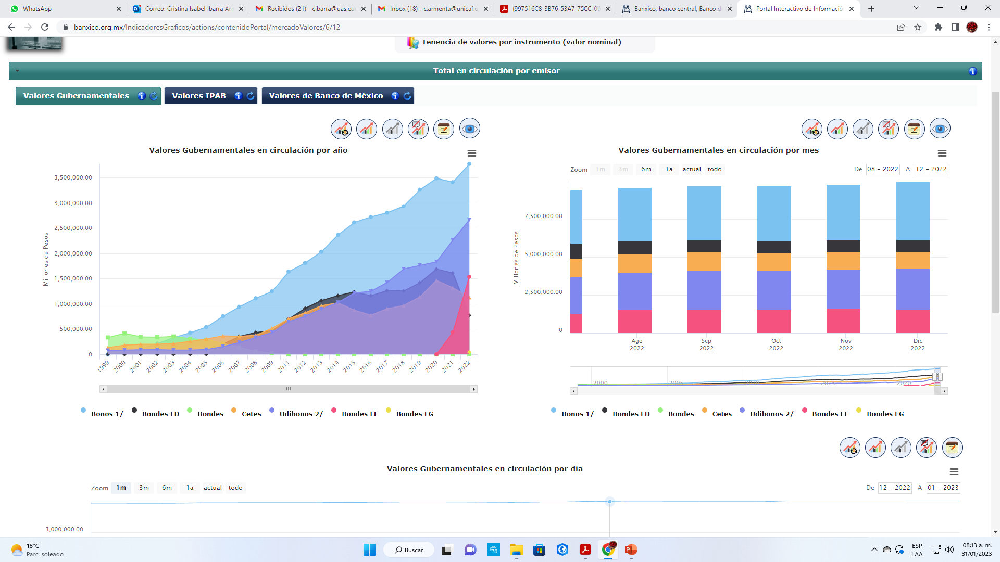 WhatsApp
Correo: Cristina Isabel Ibarra Arm
Recibidos (21) - cibarra@uas.edu
Inbox (18) - c.armenta@unicaf.o
{997516C8-3B76-53A7-75CC-06
Banxico, banco central, Banco de
Portal Interactivo de Informació
banxico.org.mx/IndicadoresGraficos/actions/contenidoPortal/mercadoValores/6/12
Tenencia de valores por instrumento (valor nominal)
Total en circulación por emisor
Valores Gubernamentales
Valores IPAB
Valores de Banco de México
Valores Gubernamentales en circulación por año
Millones de Pesos
3,500,000.00
3,000,000.00
2,500,000.00
2,000,000.00
1,500,000.00
1,000,000.00
500,000.00
0
1999 2000 2001 2002 2003 2004 2005 2006 2007 2008 2009 2011 2012 2013 2014 2015 2016 2017 2018 2019 2020 2021 2022
Bonos 1/ Bondes LD Bondes Cetes Udibonos 2/ Bondes LF Bondes LG
Valores Gubernamentales en circulación por mes
Zoom 1m 3m 6m 1a actual todo
De 08 - 2022 A 12 - 2022
Millones de Pesos
7,500,000.00
5,000,000.00
2,500,000.00
0
Ago 2022
Sep 2022
Oct 2022
Nov 2022
Dic 2022
2000 2005 2010 2015 2020
Bonos 1/ Bondes LD Bondes Cetes Udibonos 2/ Bondes LF Bondes LG
Valores Gubernamentales en circulación por día
Zoom 1m 3m 6m 1a actual todo
De 12 - 2022 A 01 - 2023
3,000,000.00
18°C
Parc. soleado
Buscar
ESP
LAA
08:13 a. m.
31/01/2023